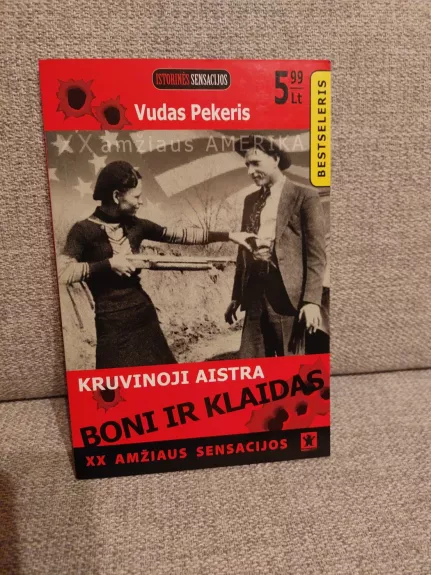 ISTORINĖS SENSACIJOS
5 99 Lt
BESTSELERIS
Vudas Pekeris
XX amžiaus AMERIKA
KRUVINOJI AISTRA
BONI IR KLAIDAS
XX AMŽIAUS SENSACIJOS